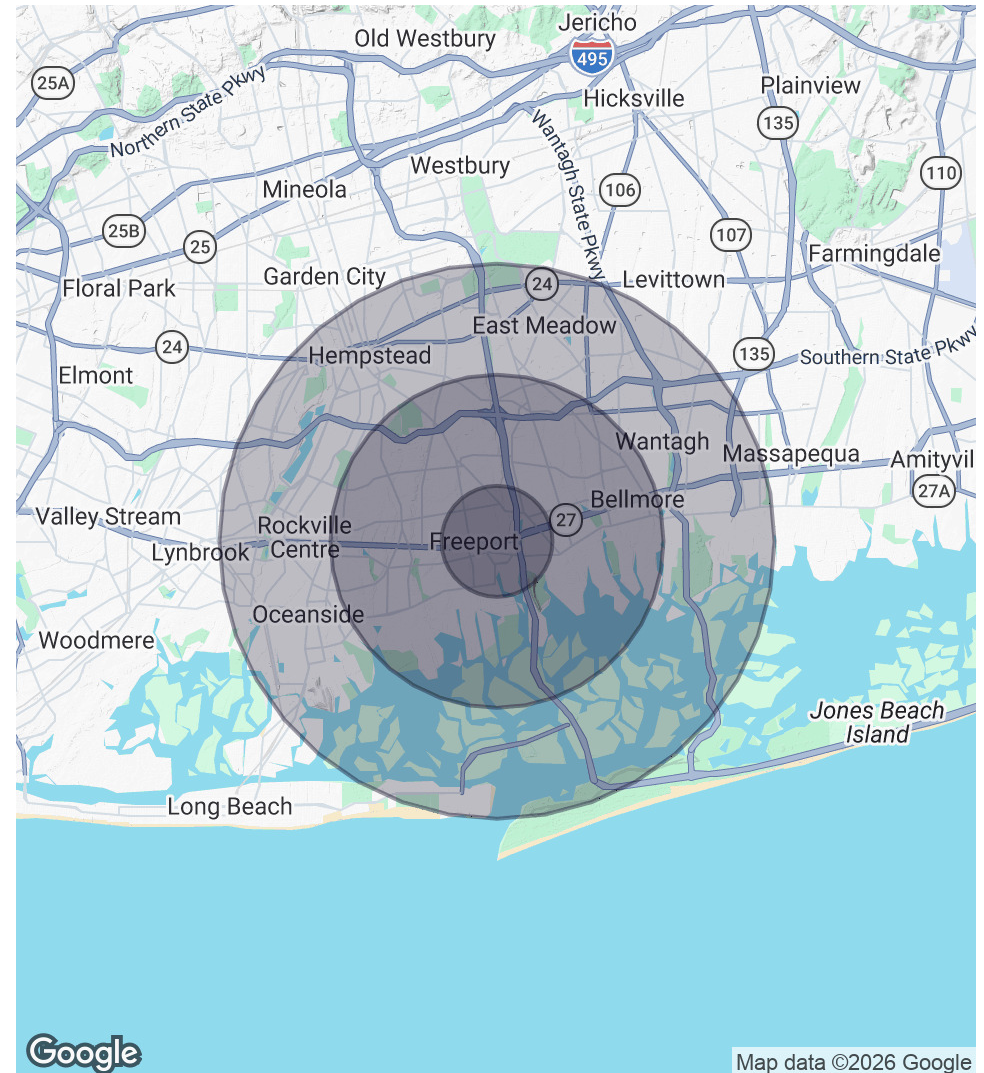 Jericho
Old Westbury
495
25A
Plainview
Hicksville
Northern State Pkwy
135
Wantagh State Pkwy
Westbury
110
Mineola
106
25B
107
25
Farmingdale
Garden City
Levittown
Floral Park
24
East Meadow
24
Hempstead
135
Southern State Pkwy
Elmont
Wantagh
Massapequa
Amityvil
27A
Bellmore
Valley Stream
27
Rockville
Centre
Freeport
Lynbrook
Oceanside
Woodmere
Jones Beach
Island
Long Beach
Google
Map data ©2026 Google